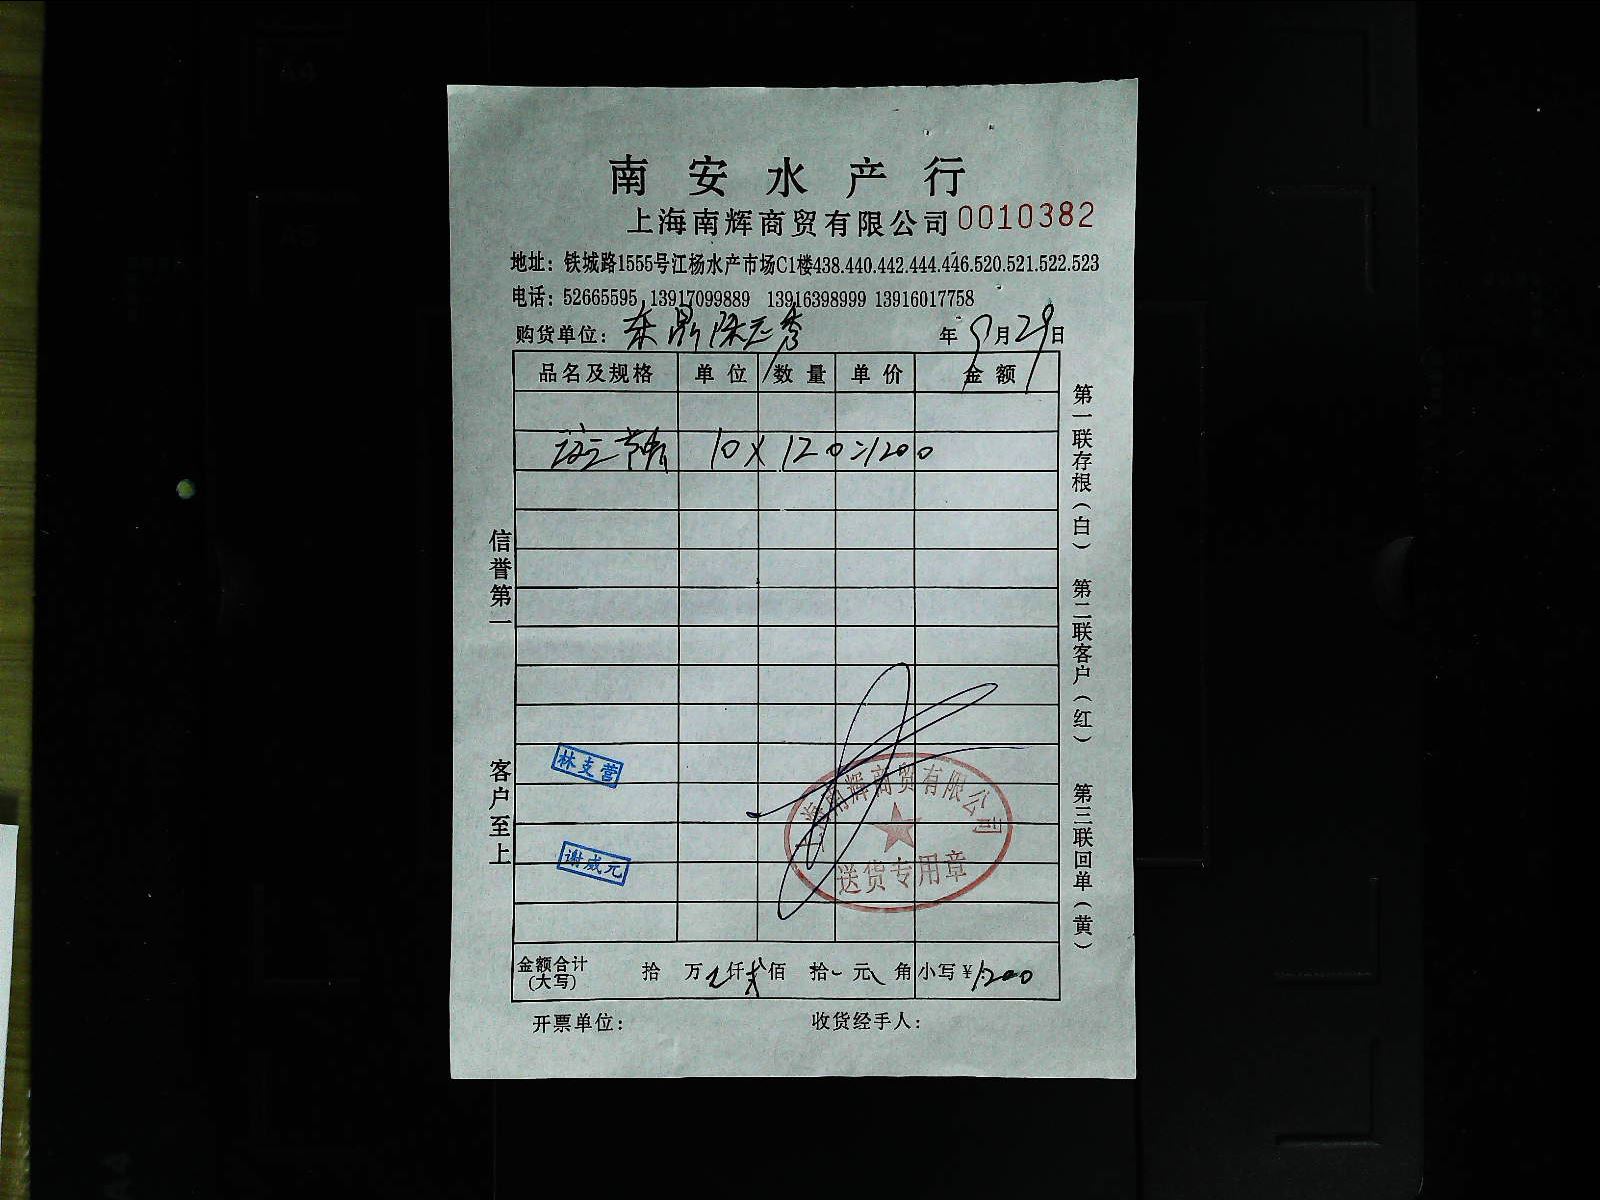 南安水产行
上海南辉商贸有限公司 0010382
地址：铁城路1555号江杨水产市场C1楼438.440.442.444.446.520.521.522.523
电话：52665595 13917099889 13916398999 13916017758
购货单位： 年 9月29日
品名及规格 单位 数量 单价 金额
10 X 120=1200
信誉第一
客户至上
第一联存根（白） 第二联客户（红） 第三联回单（黄）
林支营
谢威元
上海南辉商贸有限公司
送货专用章
金额合计（大写） 拾 万 仟 佰 拾 元 角 小写¥1200
开票单位： 收货经手人：